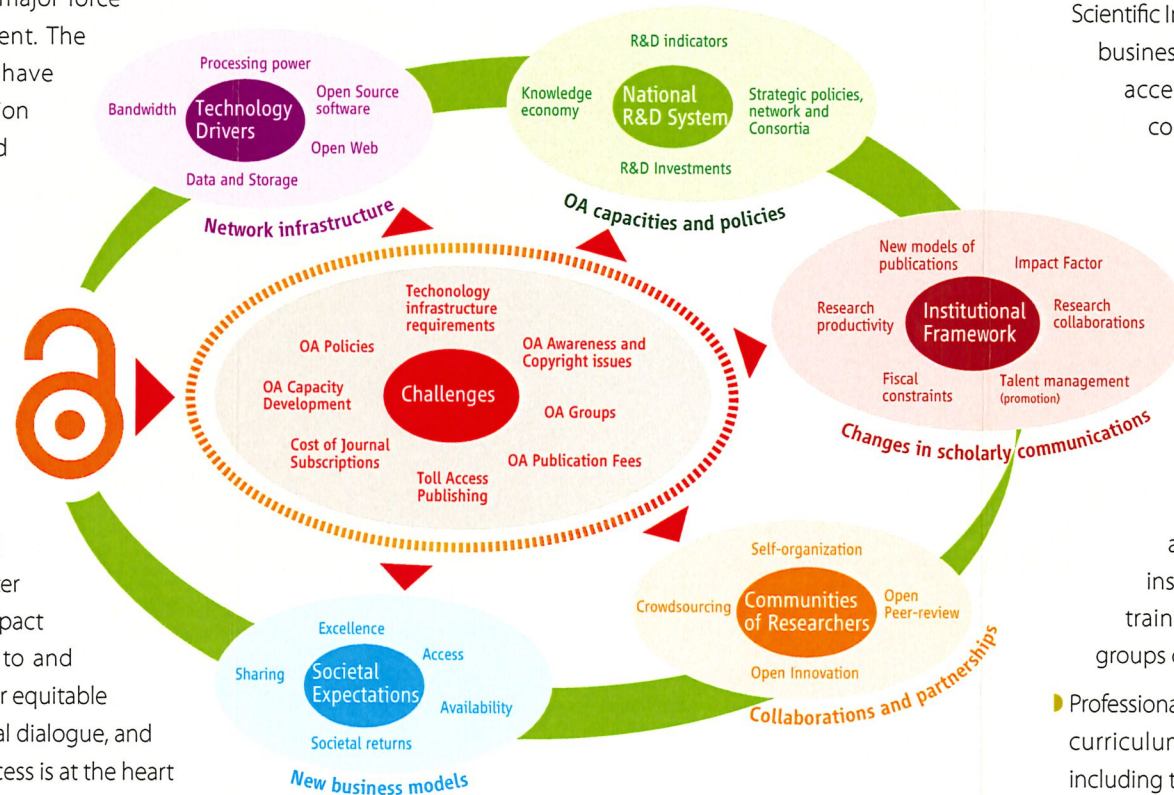 major force
ent. The
have
on
d
Processing power
Bandwidth
Technology
Drivers
Open Source
software
Open Web
Data and Storage
Network infrastructure
R&D indicators
Knowledge
economy
National
R&D System
Strategic policies,
network and
Consortia
R&D Investments
OA capacities and policies
Scientific In
busines
acce
co
New models of
publications
Impact Factor
Research
productivity
Institutional
Framework
Research
collaborations
Fiscal
constraints
Talent management
(promotion)
Changes in scholarly communications
Techonology
infrastructure
requirements
OA Policies
OA Awareness and
Copyright issues
OA Capacity
Development
Challenges
OA Groups
Cost of Journal
Subscriptions
OA Publication Fees
Toll Access
Publishing
Self-organization
Crowdsourcing
Communities
of Researchers
Open
Peer-review
Open Innovation
Collaborations and partnerships
Excellence
Sharing
Access
Societal
Expectations
Availability
Societal returns
New business models
ter
pact
to and
r equitable
al dialogue, and
cess is at the heart
a
ins
train
groups
Professiona
curriculum
including t